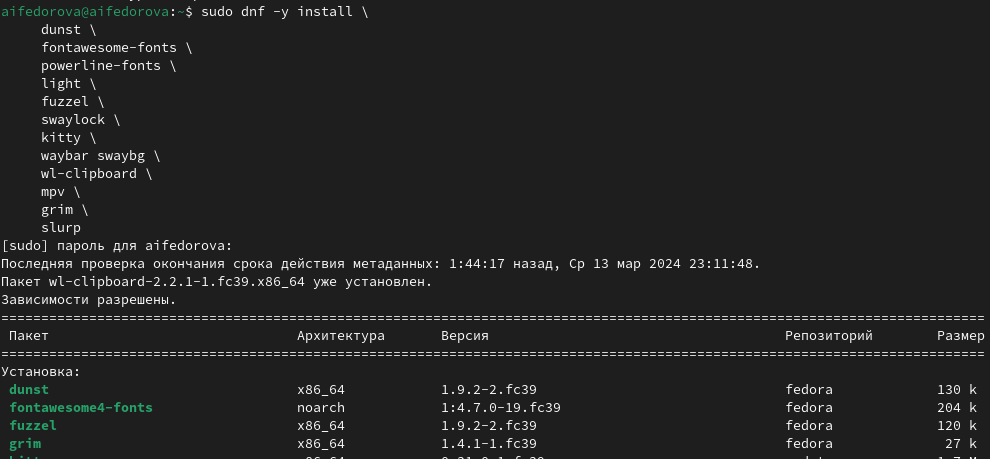 aifedorova@aifedorova:~$ sudo dnf -y install \
dunst \
fontawesome-fonts \
powerline-fonts \
light \
fuzzel \
swaylock \
kitty \
waybar swaybg \
wl-clipboard \
mpv \
grim \
slurp
[sudo] пароль для aifedorova:
Последняя проверка окончания срока действия метаданных: 1:44:17 назад, Ср 13 мар 2024 23:11:48.
Пакет wl-clipboard-2.2.1-1.fc39.x86_64 уже установлен.
Зависимости разрешены.
Пакет Архитектура Версия Репозиторий Размер
Установка:
dunst x86_64 1.9.2-2.fc39 fedora 130 k
fontawesome4-fonts noarch 1:4.7.0-19.fc39 fedora 204 k
fuzzel x86_64 1.9.2-2.fc39 fedora 120 k
grim x86_64 1.4.1-1.fc39 fedora 27 k